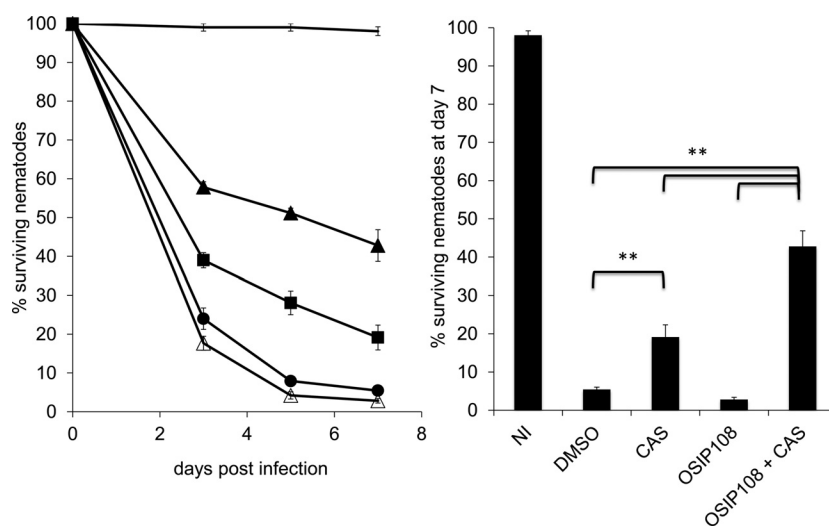 100
90
80
70
60
50
40
30
20
10
0
% surviving nematodes
0 2 4 6 8
days post infection
100
90
80
70
60
50
40
30
20
10
0
% surviving nematodes at day 7
**
**
NI
DMSO
CAS
OSIP108
OSIP108 + CAS